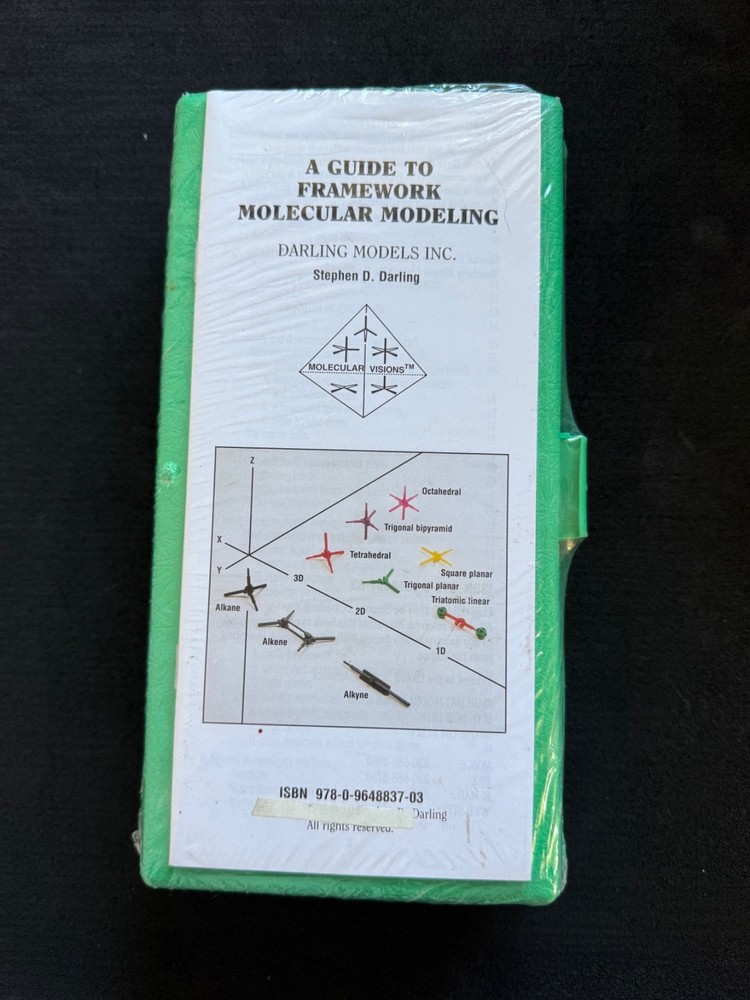 A GUIDE TO
FRAMEWORK
MOLECULAR MODELING
DARLING MODELS INC.
Stephen D. Darling
MOLECULAR VISIONS™
Z
Octahedral
Trigonal bipyramid
X
Tetrahedral
Y
Square planar
3D
Trigonal planar
Triatomic linear
Alkane
2D
Alkene
1D
Alkyne
ISBN 978-0-9648837-03
Darling
All rights reserved.